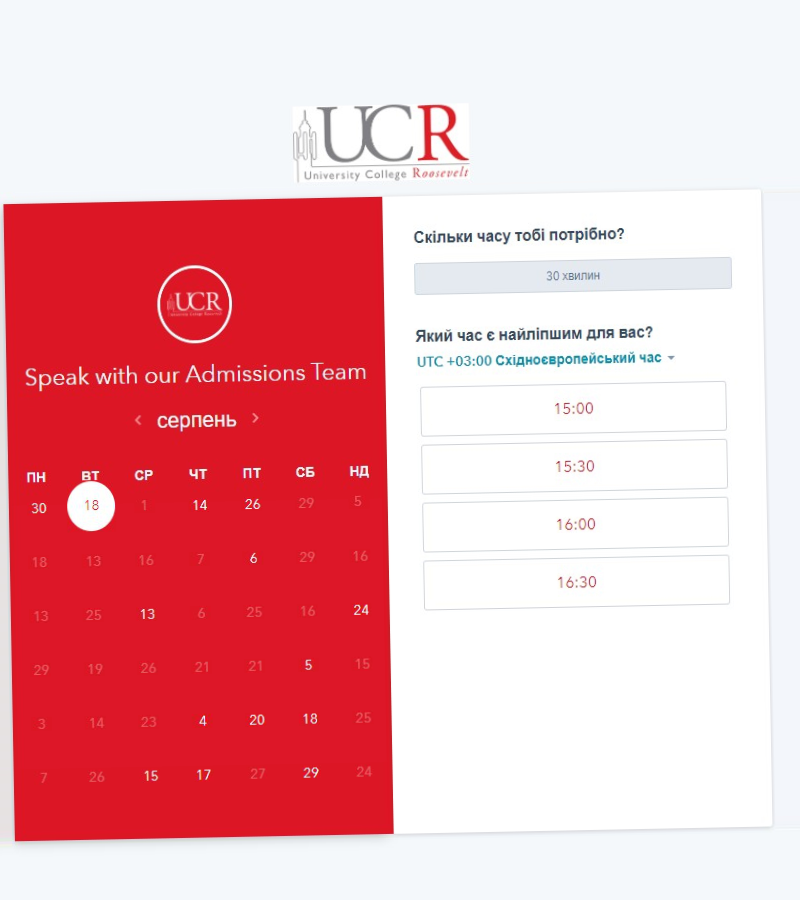 UCR
University College Roosevelt
UCR
Speak with our Admissions Team
серпень
ПН ВТ СР ЧТ ПТ СБ НД
30 18 1 14 26 29 5
18 13 16 7 6 29 16
13 25 13 6 25 16 24
29 19 26 21 21 5 15
3 14 23 4 20 18 25
7 26 15 17 27 29 24
Скільки часу тобі потрібно?
30 хвилин
Який час є найліпшим для вас?
UTC +03:00 Східноєвропейський час
15:00
15:30
16:00
16:30